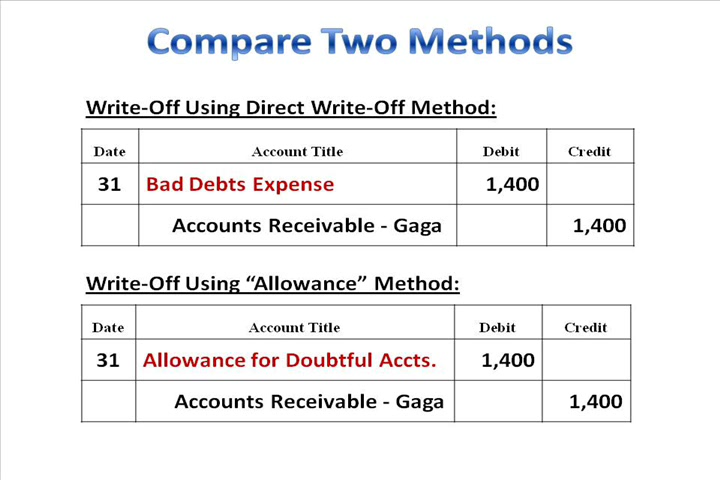 Compare Two Methods
Write-Off Using Direct Write-Off Method:
Date Account Title Debit Credit
31 Bad Debts Expense 1,400
Accounts Receivable - Gaga 1,400
Write-Off Using “Allowance” Method:
Date Account Title Debit Credit
31 Allowance for Doubtful Accts. 1,400
Accounts Receivable - Gaga 1,400